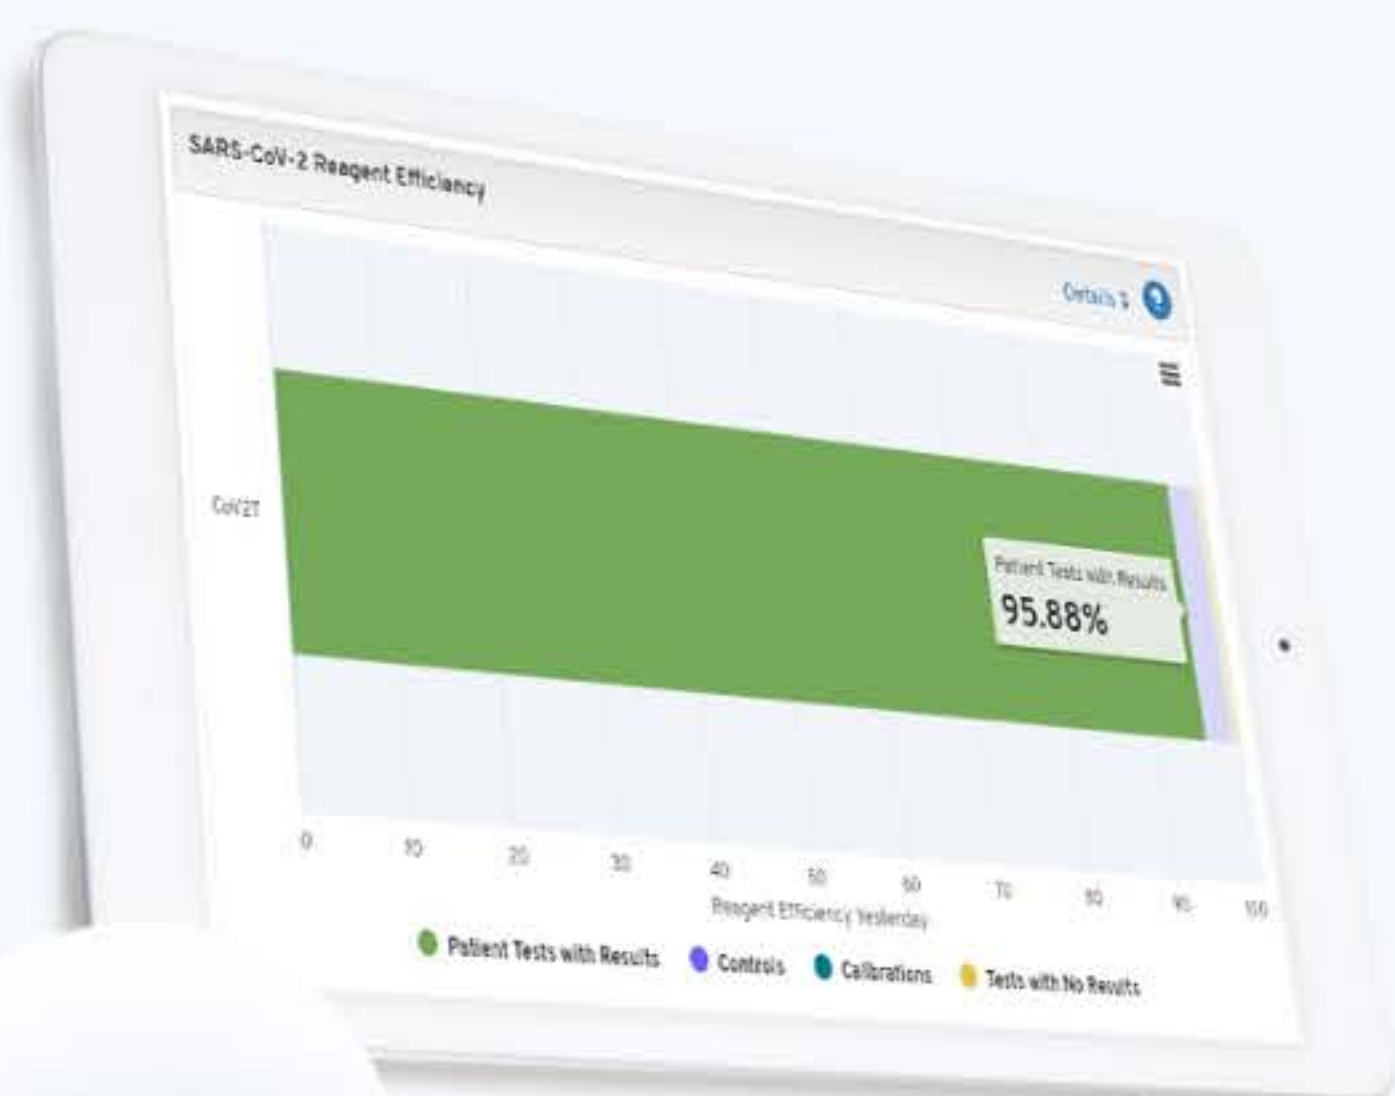 SARS-CoV-2 Reagent Efficiency
Details
CoV2T
Patient Tests with Results
95.88%
0 10 20 30 40 50 60 70 80 90 100
Reagent Efficiency Yesterday
Patient Tests with Results Controls Calibrations Tests with No Results